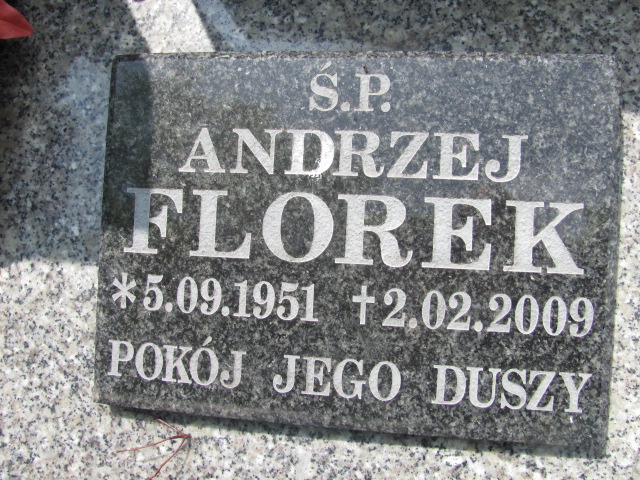 Ś.P.
ANDRZEJ
FLOREK
*5.09.1951 †2.02.2009
POKÓJ JEGO DUSZY